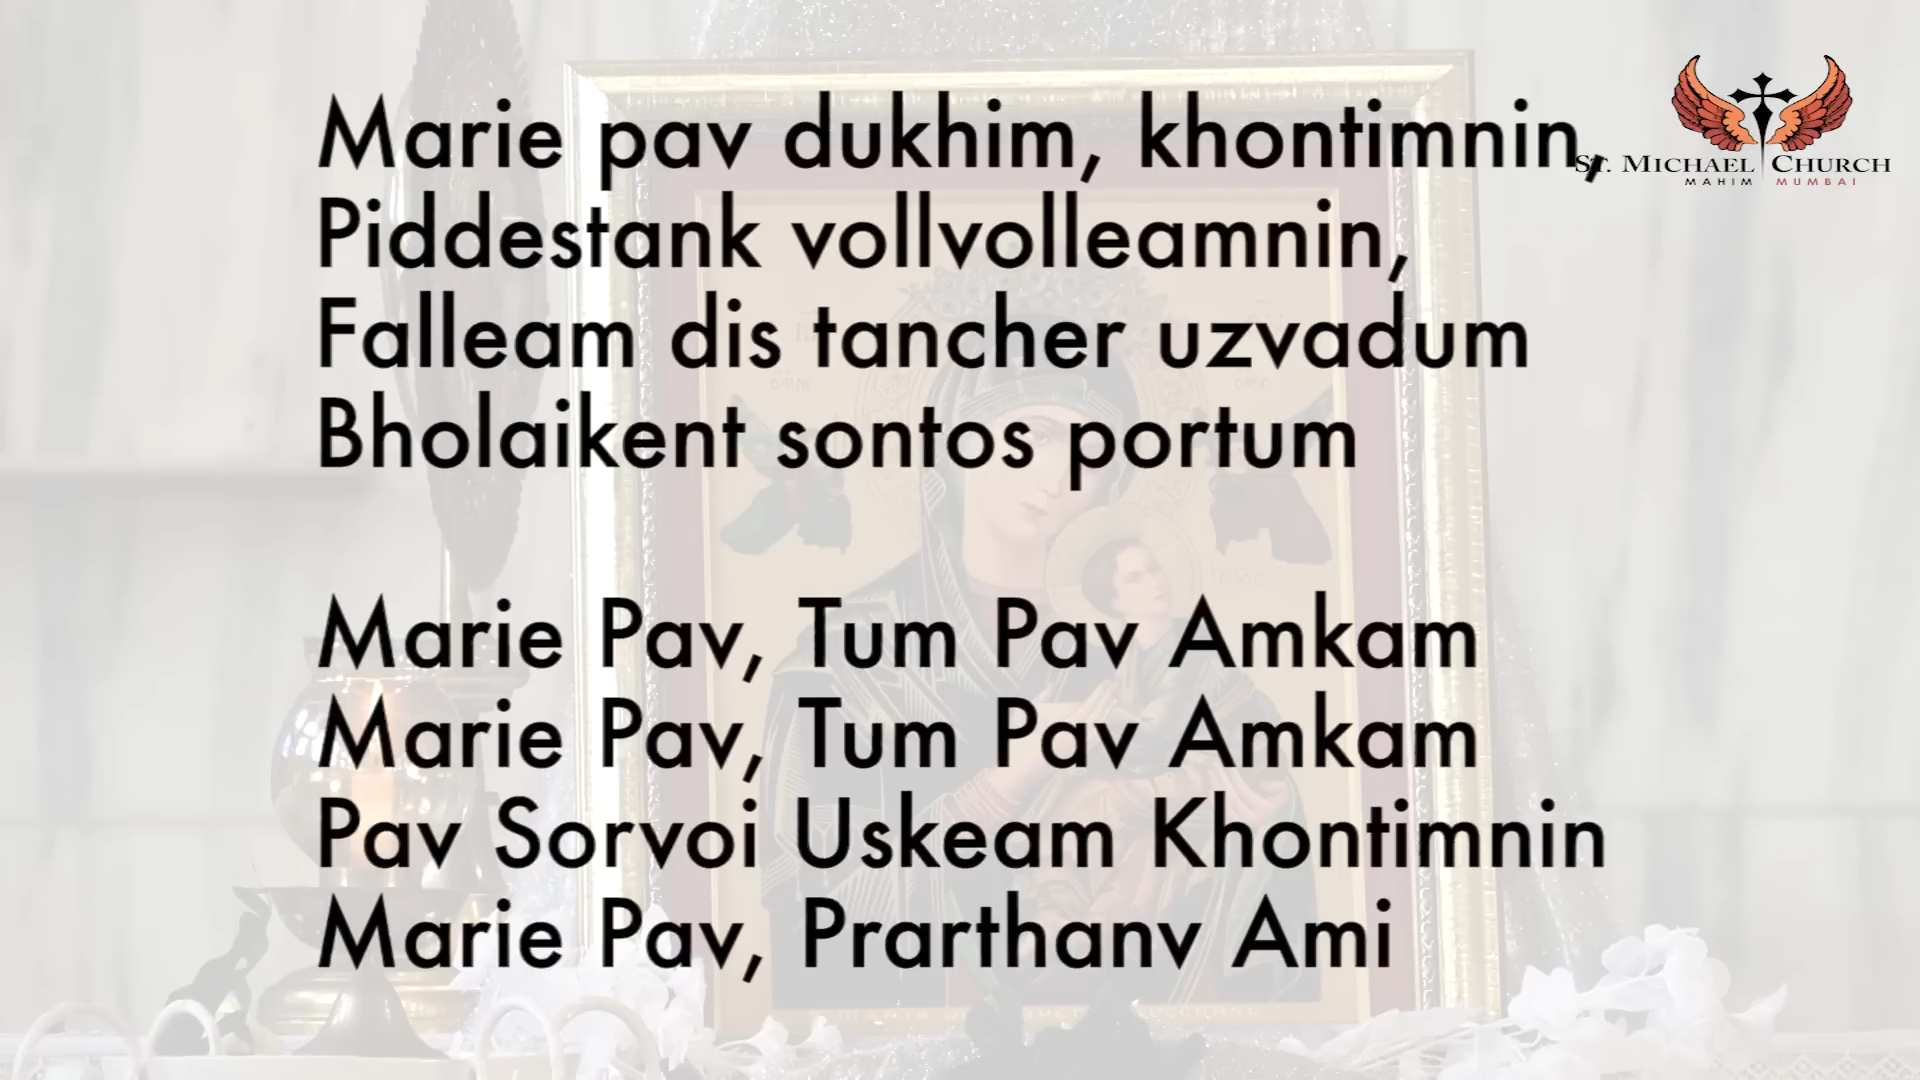 Marie pav dukhim, khontimnin,
Piddestank vollvolleamnin,
Falleam dis tancher uzvadum
Bholaikent sontos portum
Marie Pav, Tum Pav Amkam
Marie Pav, Tum Pav Amkam
Pav Sorvoi Uskeam Khontimnin
Marie Pav, Prarthanv Ami
ST. MICHAEL CHURCH
MAHIM MUMBAI